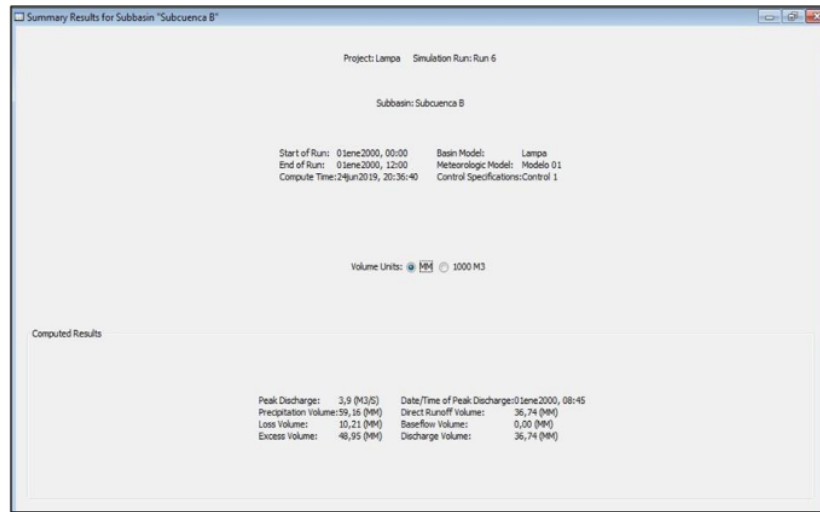 Summary Results for Subbasin "Subcuenca B"
Project: Lampa Simulation Run: Run 6
Subbasin: Subcuenca B
Start of Run: 01ene2000, 00:00 Basin Model: Lampa
End of Run: 01ene2000, 12:00 Meteorologic Model: Modelo 01
Compute Time:24jun2019, 20:36:40 Control Specifications:Control 1
Volume Units: MM 1000 M3
Computed Results
Peak Discharge: 3,9 (M3/S) Date/Time of Peak Discharge:01ene2000, 08:45
Precipitation Volume:59,16 (MM) Direct Runoff Volume: 36,74 (MM)
Loss Volume: 10,21 (MM) Baseflow Volume: 0,00 (MM)
Excess Volume: 48,95 (MM) Discharge Volume: 36,74 (MM)